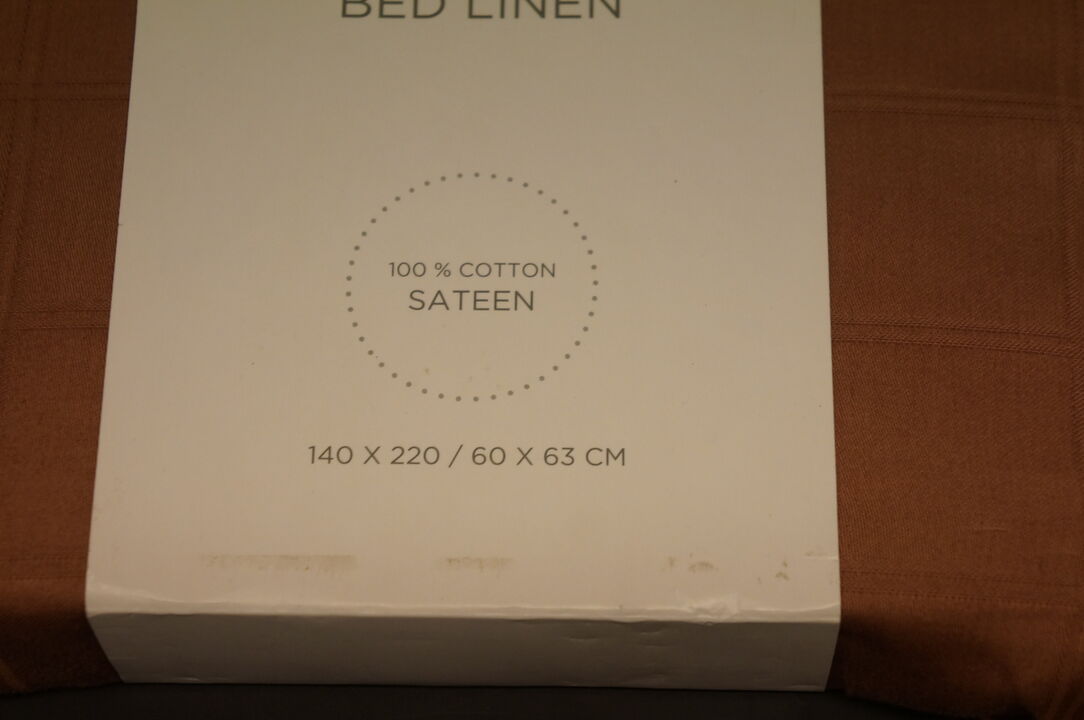 BED LINEN
100 % COTTON
SATEEN
140 X 220 / 60 X 63 CM